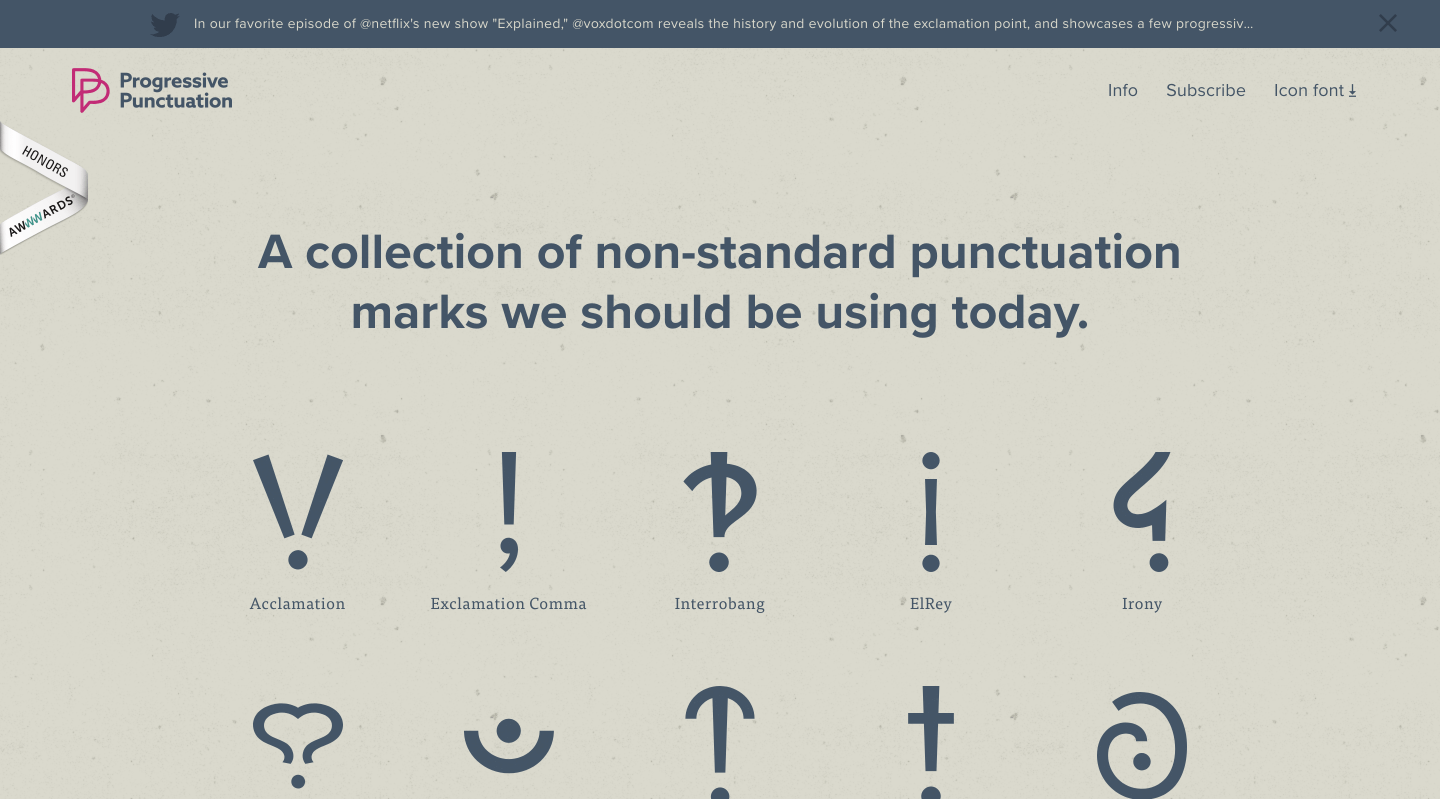 In our favorite episode of @netflix's new show "Explained," @voxdotcom reveals the history and evolution of the exclamation point, and showcases a few progressiv...
Progressive
Punctuation
Info
Subscribe
Icon font
HONORS
AWWWARDS
A collection of non-standard punctuation
marks we should be using today.
Acclamation
Exclamation Comma
Interrobang
ElRey
Irony